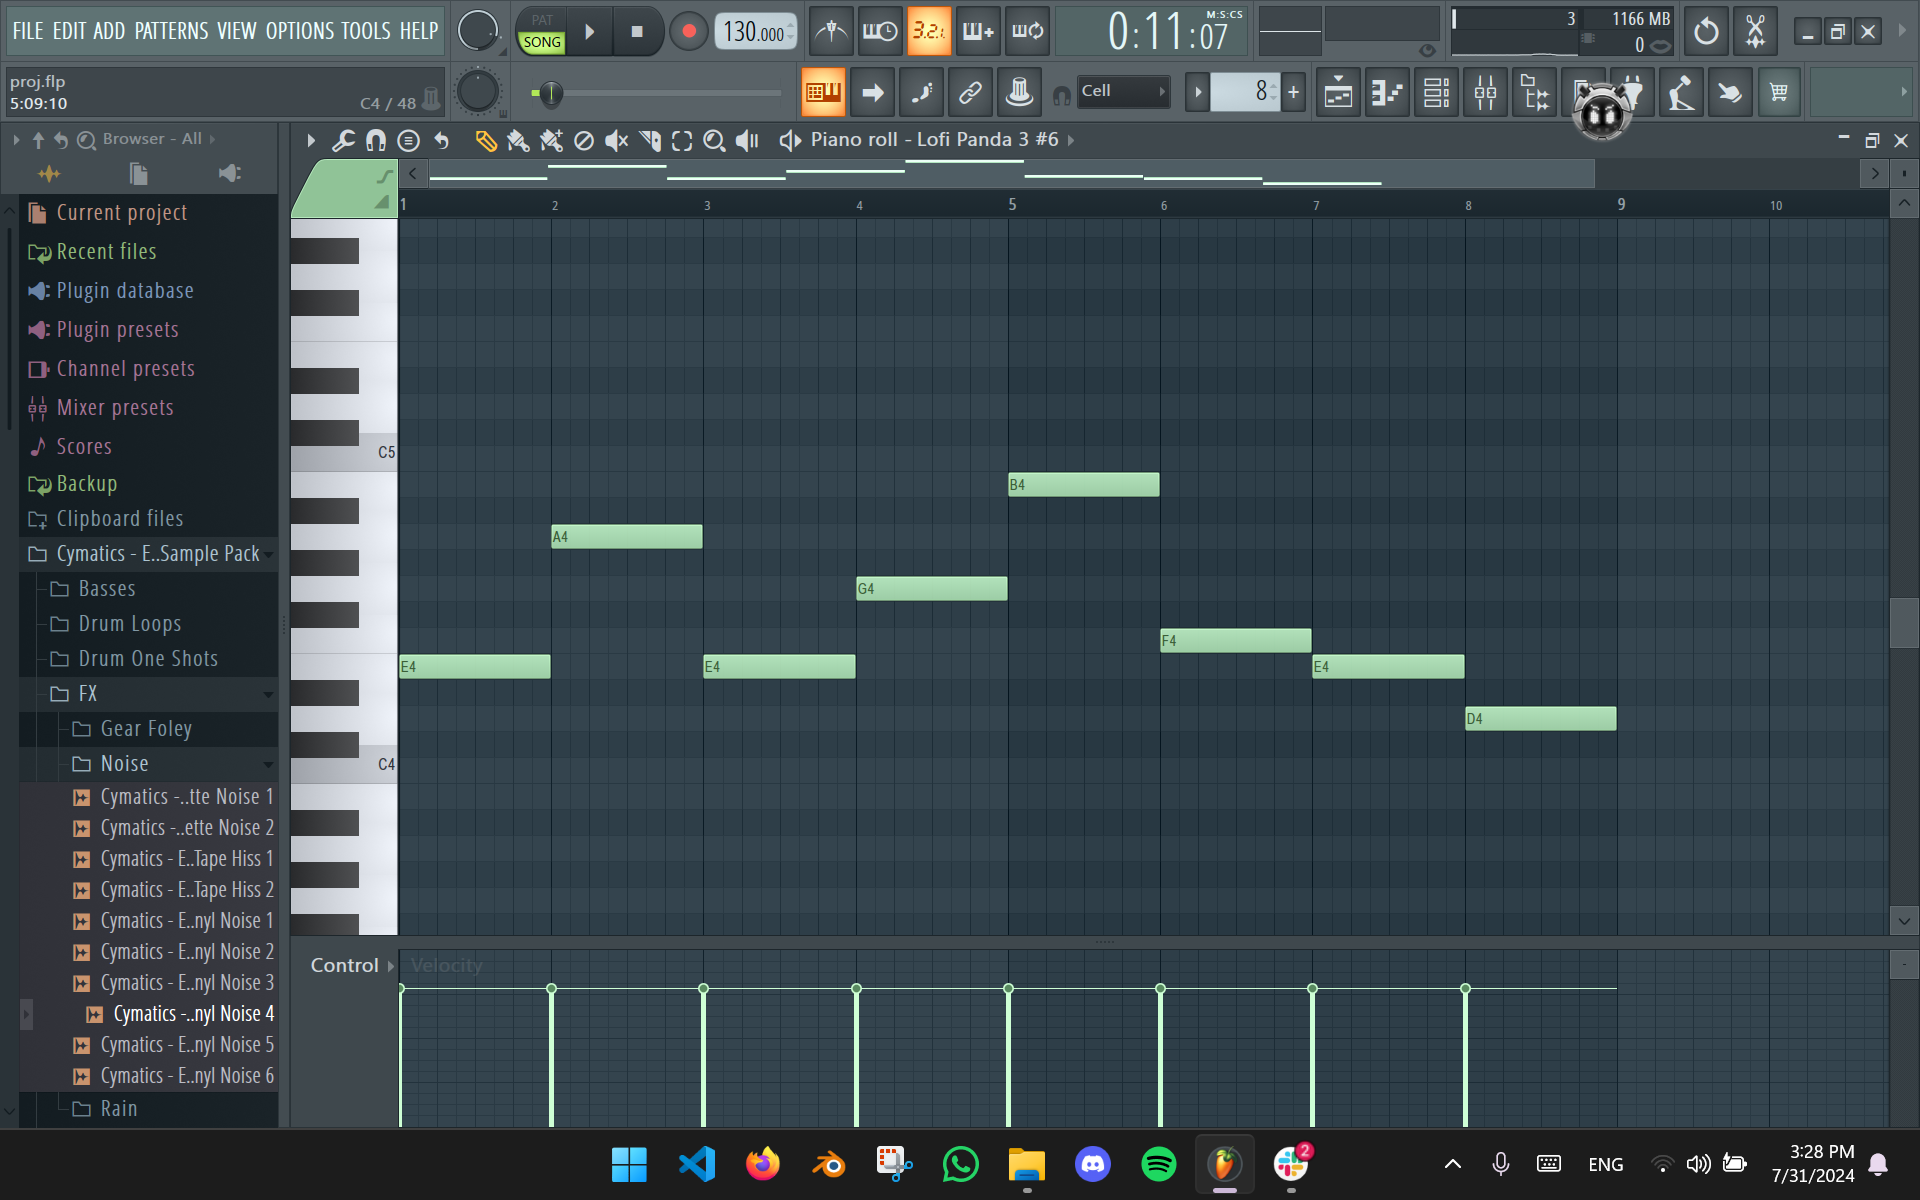 FILE EDIT ADD PATTERNS VIEW OPTIONS TOOLS HELP
PAT
SONG
130.000
3.2.1
0:11:07
M:S:CS
3
1166 MB
0
proj.flp
5:09:10
C4 / 48
Cell
8
Browser - All
Piano roll - Lofi Panda 3 #6
1 2 3 4 5 6 7 8 9 10
Current project
Recent files
Plugin database
Plugin presets
Channel presets
Mixer presets
Scores
Backup
Clipboard files
Cymatics - E..Sample Pack
Basses
Drum Loops
Drum One Shots
FX
Gear Foley
Noise
Cymatics -..tte Noise 1
Cymatics -..ette Noise 2
Cymatics - E..Tape Hiss 1
Cymatics - E..Tape Hiss 2
Cymatics - E..nyl Noise 1
Cymatics - E..nyl Noise 2
Cymatics - E..nyl Noise 3
Cymatics -..nyl Noise 4
Cymatics - E..nyl Noise 5
Cymatics - E..nyl Noise 6
Rain
C5
B4
A4
G4
F4
E4
E4
E4
D4
C4
Control
Velocity
2
ENG
3:28 PM
7/31/2024